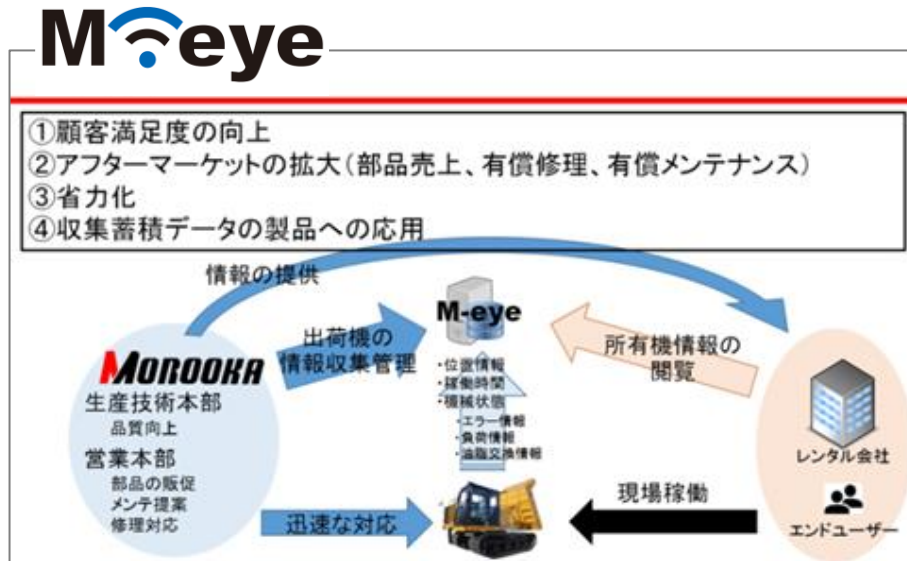 M eye
①顧客満足度の向上
②アフターマーケットの拡大(部品売上、有償修理、有償メンテナンス)
③省力化
④収集蓄積データの製品への応用
情報の提供
M-eye
出荷機の
情報収集管理
所有機情報の
閲覧
・位置情報
・稼働時間
・機械状態
・エラー情報
・負荷情報
・油脂交換情報
MOROOKA
生産技術本部
品質向上
営業本部
部品の販促
メンテ提案
修理対応
レンタル会社
エンドユーザー
迅速な対応
現場稼働